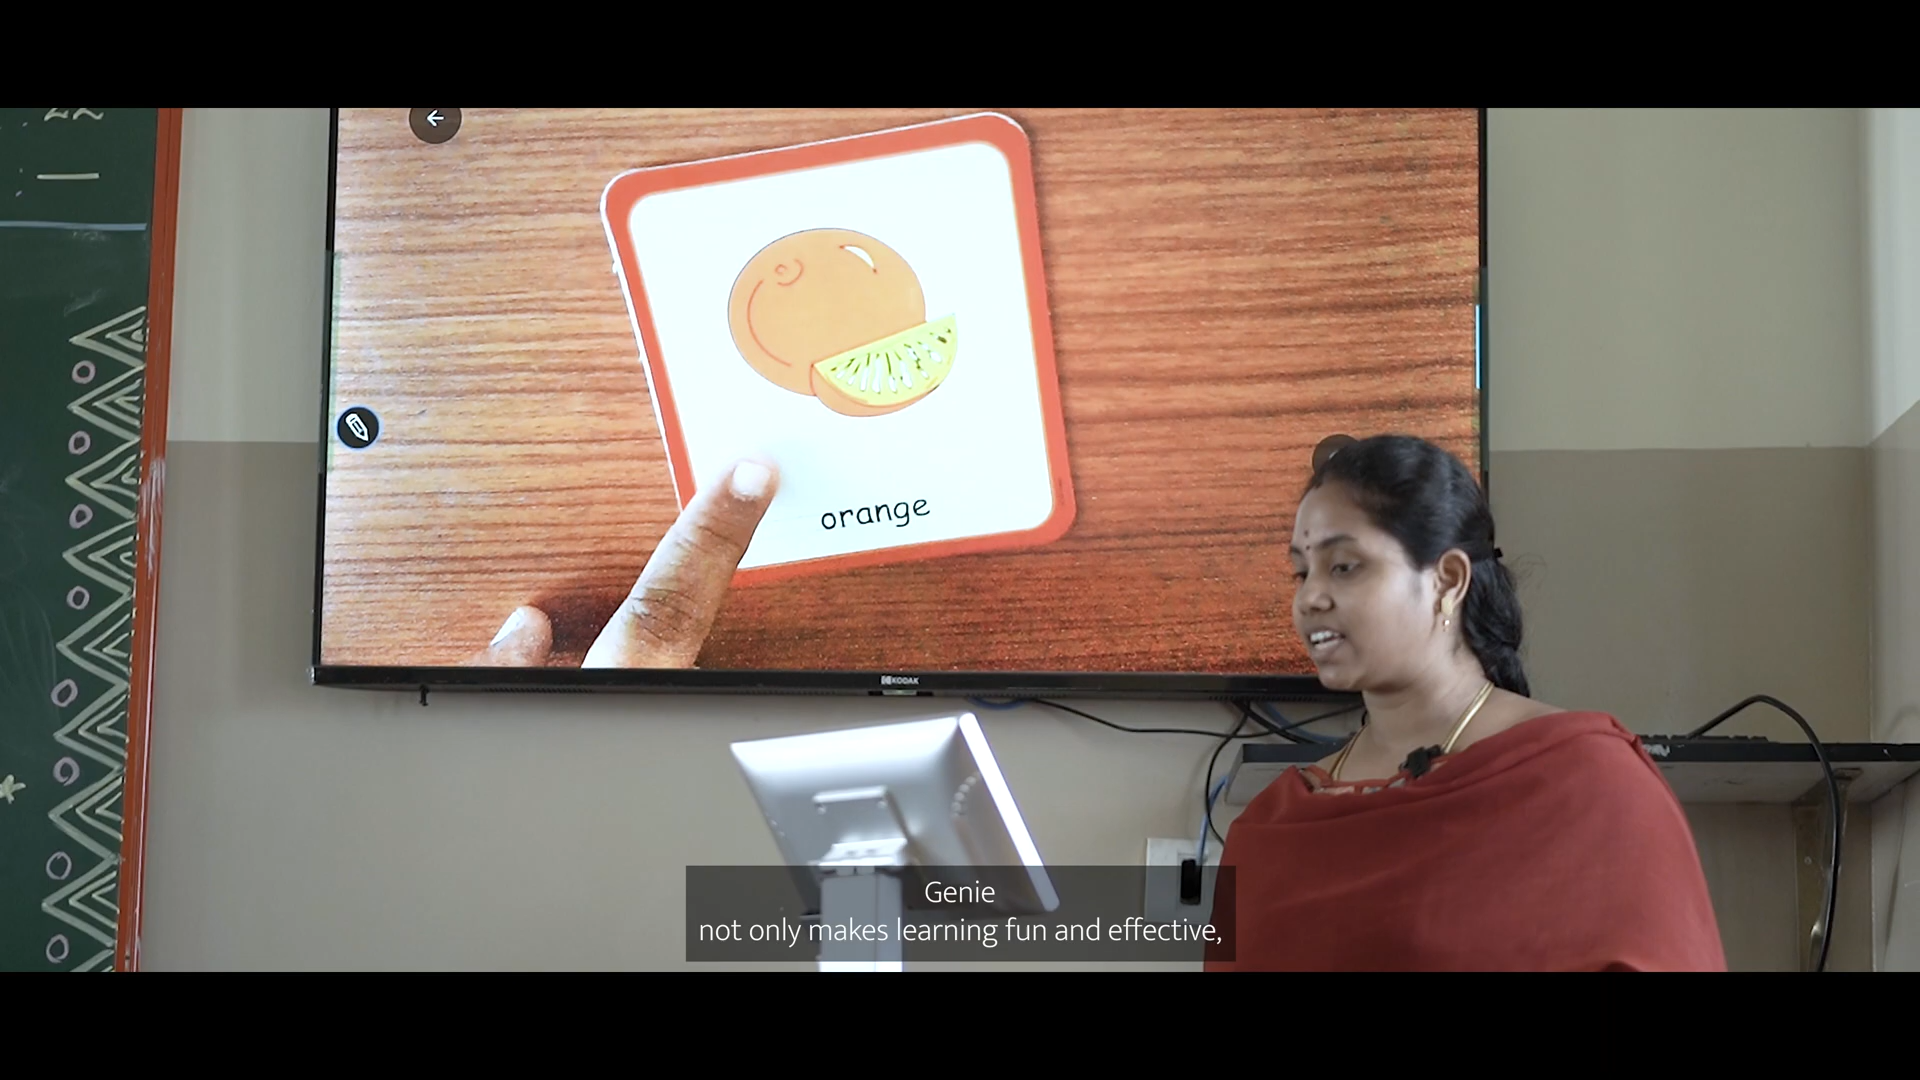 orange
KODAK
Genie
not only makes learning fun and effective,